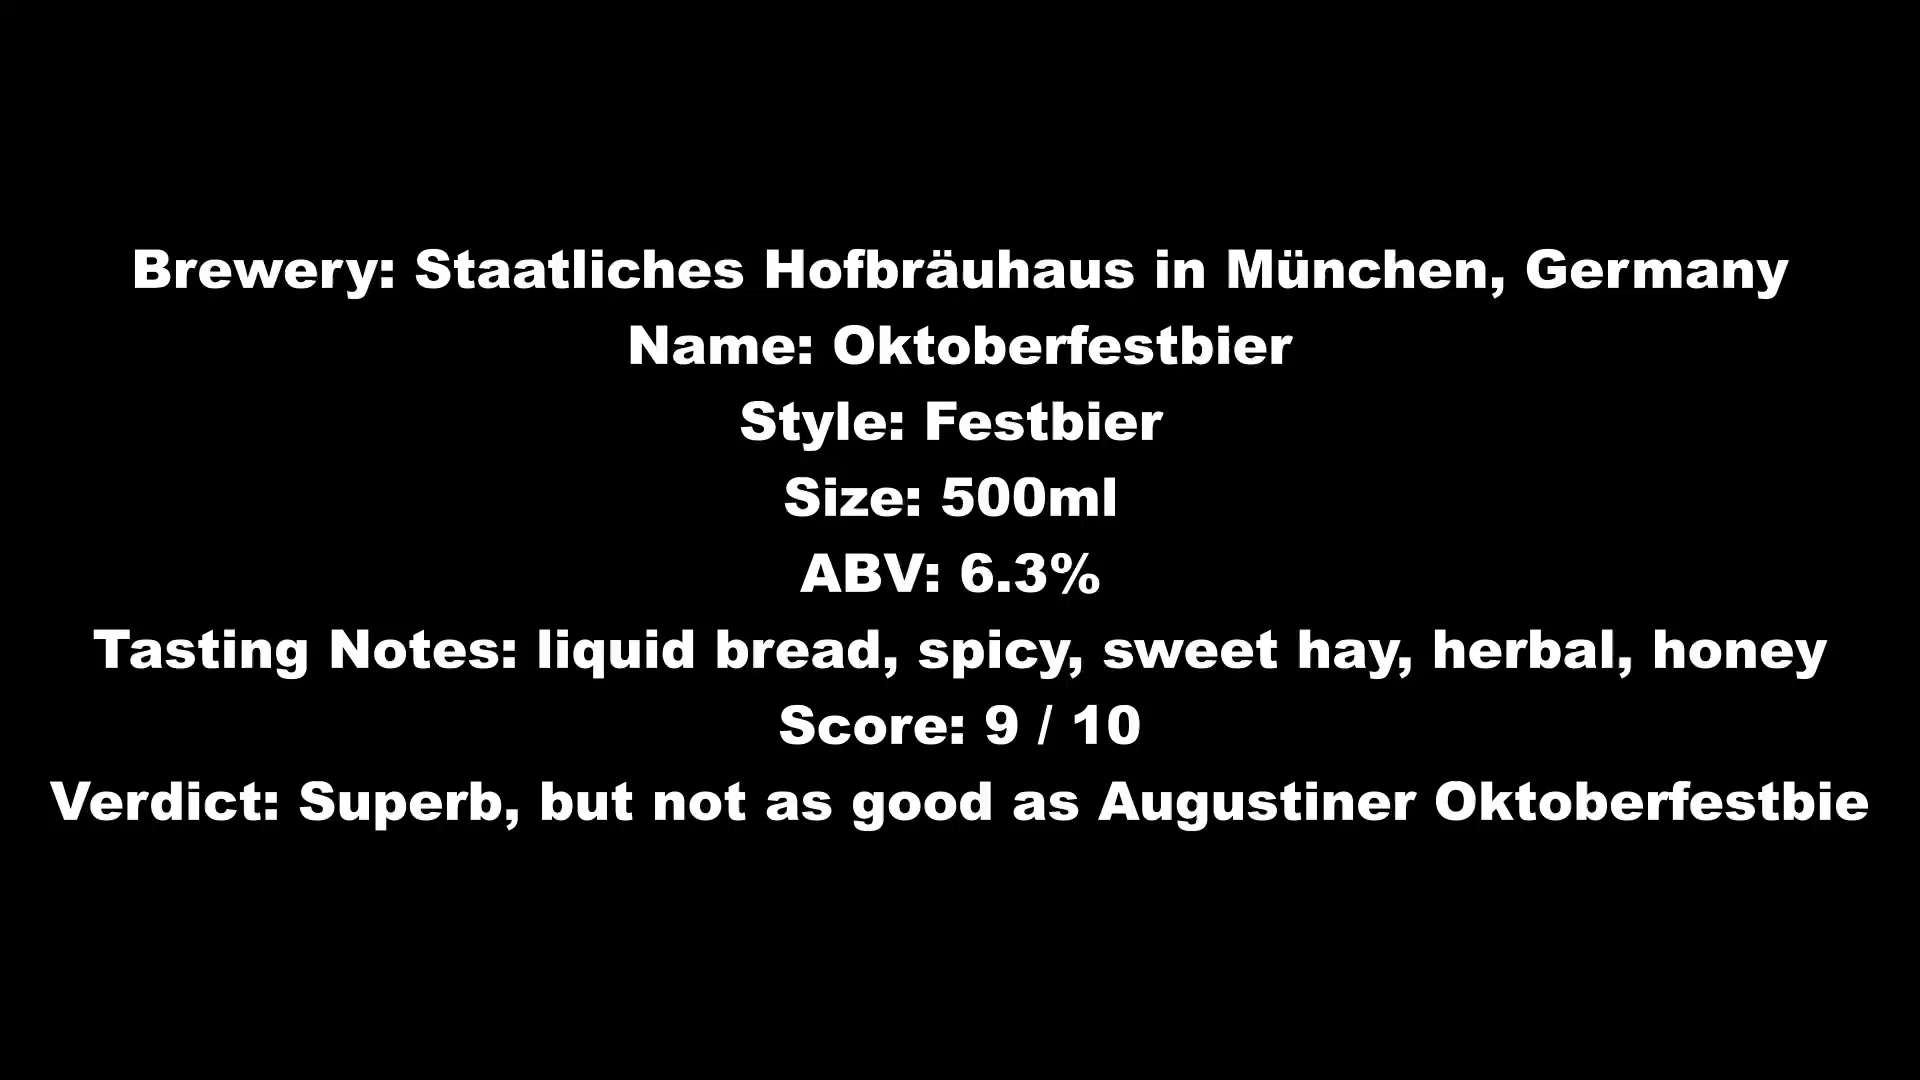 Brewery: Staatliches Hofbräuhaus in München, Germany
Name: Oktoberfestbier
Style: Festbier
Size: 500ml
ABV: 6.3%
Tasting Notes: liquid bread, spicy, sweet hay, herbal, honey
Score: 9 / 10
Verdict: Superb, but not as good as Augustiner Oktoberfestbie